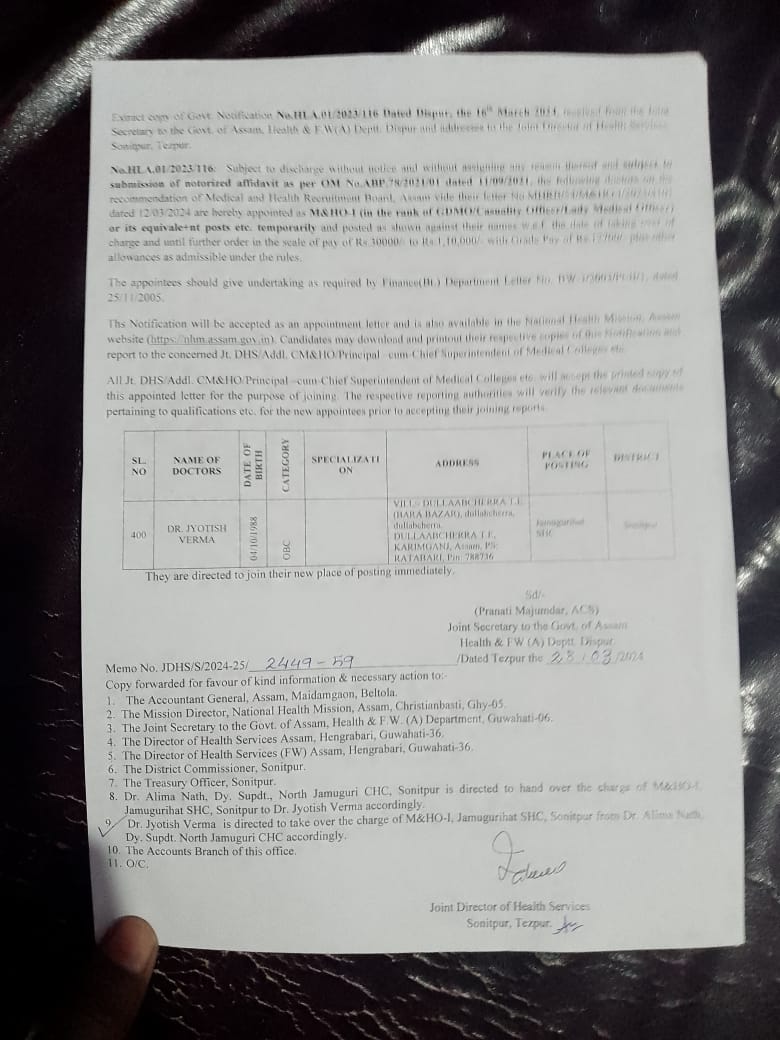 Extract copy of Govt. Notification No.HLA.01/2023/116 Dated Dispur, the 16th March 2024, received from the Joint
Secretary to the Govt. of Assam, Health & F.W(A) Deptt. Dispur and addresses to the Joint Director of Health Services
Sonitpur, Tezpur.
No.HLA.01/2023/116: Subject to discharge without notice and without assigning any reason thereof and subject to
submission of notorized affidavit as per OM No.ABP.78/2021/01 dated 11/09/2021, the following doctors on the
recommendation of Medical and Health Recruitment Board, Assam vide their letter No
dated 12/03/2024 are hereby appointed as M&HO-I (in the rank of GDMO/Casualty Officer/Lady Medical Officer)
or its equivale+nt posts etc. temporarily and posted as shown against their names w.e.f. the date of taking over of
charge and until further order in the scale of pay of Rs.30000/- to Rs.1,10,000/- with Grade Pay of Rs. plus other
allowances as admissible under the rules.
The appointees should give undertaking as required by Finance(Bt.) Department Letter No. dated
25/11/2005.
Ths Notification will be accepted as an appointment letter and is also available in the National Health Mission, Assam
website (https://nhm.assam.gov.in). Candidates may download and printout their respective copies of this Notification and
report to the concerned Jt. DHS/Addl. CM&HO/Principal –cum-Chief Superintendent of Medical Colleges etc.
All Jt. DHS/Addl. CM&HO/Principal –cum-Chief Superintendent of Medical Colleges etc. will accept the printed copy of
this appointed letter for the purpose of joining. The respective reporting authorities will verify the relevant documents
pertaining to qualifications etc. for the new appointees prior to accepting their joining reports.
SL. NO
NAME OF DOCTORS
DATE OF BIRTH
CATEGORY
SPECIALIZATI ON
ADDRESS
PLACE OF POSTING
DISTRICT
400
DR. JYOTISH VERMA
04/10/1988
OBC
VILL- DULLAABCHERRA T.E.
(BARA BAZAR), dullabcherra,
dullabcherra,
DULLAABCHERRA T.E,
KARIMGANJ, Assam, PS:
RATABARI, Pin: 788736
Jamugurihat SHC
Sonitpur
They are directed to join their new place of posting immediately.
Sd/-
(Pranati Majumdar, ACS)
Joint Secretary to the Govt. of Assam
Health & FW (A) Deptt. Dispur
Memo No. JDHS/S/2024-25/ 2449 - 59 /Dated Tezpur the 28/03/2024
Copy forwarded for favour of kind information & necessary action to:-
1. The Accountant General, Assam, Maidamgaon, Beltola.
2. The Mission Director, National Health Mission, Assam, Christianbasti, Ghy-05.
3. The Joint Secretary to the Govt. of Assam, Health & F.W. (A) Department, Guwahati-06.
4. The Director of Health Services Assam, Hengrabari, Guwahati-36.
5. The Director of Health Services (FW) Assam, Hengrabari, Guwahati-36.
6. The District Commissioner, Sonitpur.
7. The Treasury Officer, Sonitpur.
8. Dr. Alima Nath, Dy. Supdt., North Jamuguri CHC, Sonitpur is directed to hand over the charge of M&HO-I,
Jamugurihat SHC, Sonitpur to Dr. Jyotish Verma accordingly.
9. Dr. Jyotish Verma is directed to take over the charge of M&HO-I, Jamugurihat SHC, Sonitpur from Dr. Alima Nath,
Dy. Supdt. North Jamuguri CHC accordingly.
10. The Accounts Branch of this office.
11. O/C.
Joint Director of Health Services
Sonitpur, Tezpur.